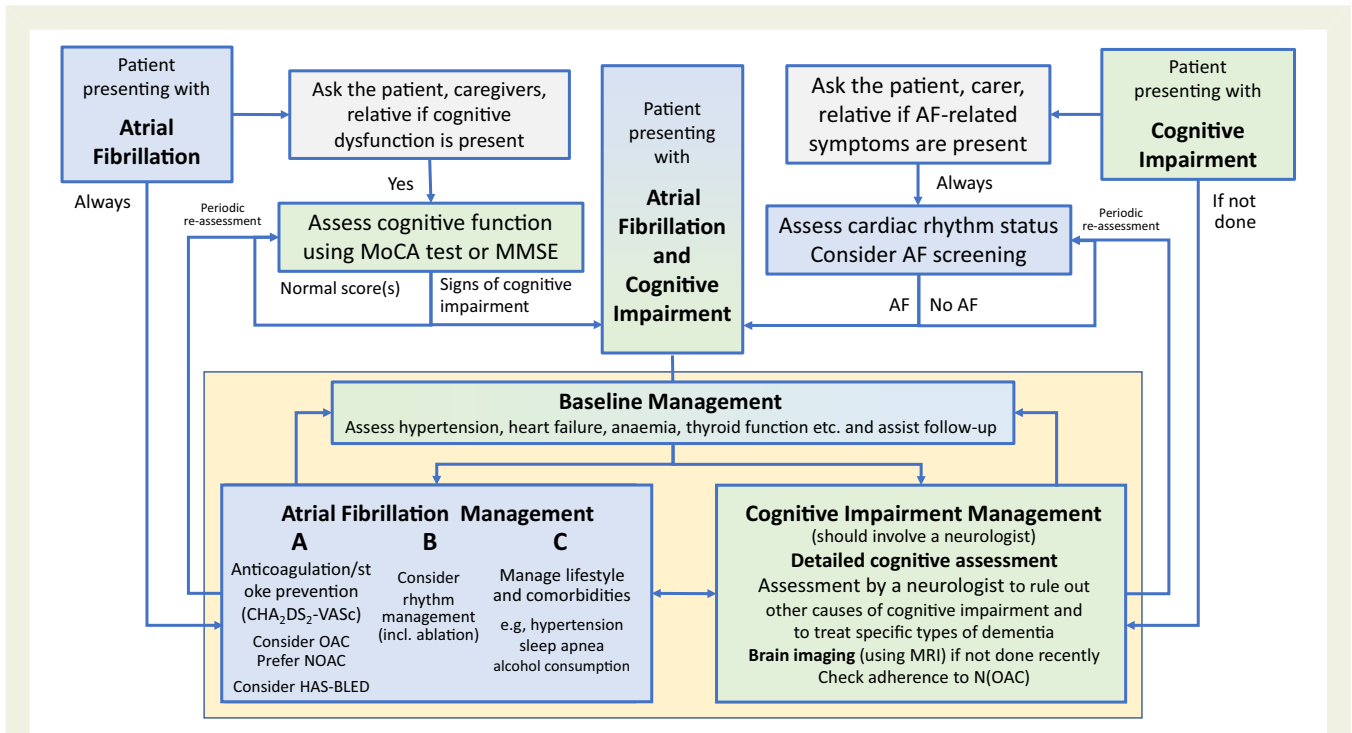 Patient
presenting with
Atrial
Fibrillation
Always
Ask the patient, caregivers,
relative if cognitive
dysfunction is present
Yes
Periodic
re-assessment
Assess cognitive function
using MoCA test or MMSE
Normal score(s)
Signs of cognitive
impairment
Patient
presenting
with
Atrial
Fibrillation
and
Cognitive
Impairment
Ask the patient, carer,
relative if AF-related
symptoms are present
Always
Assess cardiac rhythm status
Consider AF screening
AF
No AF
Periodic
re-assessment
Patient
presenting with
Cognitive
Impairment
If not
done
Baseline Management
Assess hypertension, heart failure, anaemia, thyroid function etc. and assist follow-up
Atrial Fibrillation Management
A
Anticoagulation/st
oke prevention
(CHA₂DS₂-VASc)
Consider OAC
Prefer NOAC
Consider HAS-BLED
B
Consider
rhythm
management
(incl. ablation)
C
Manage lifestyle
and comorbidities
e.g, hypertension
sleep apnea
alcohol consumption
Cognitive Impairment Management
(should involve a neurologist)
Detailed cognitive assessment
Assessment by a neurologist to rule out
other causes of cognitive impairment and
to treat specific types of dementia
Brain imaging (using MRI) if not done recently
Check adherence to N(OAC)